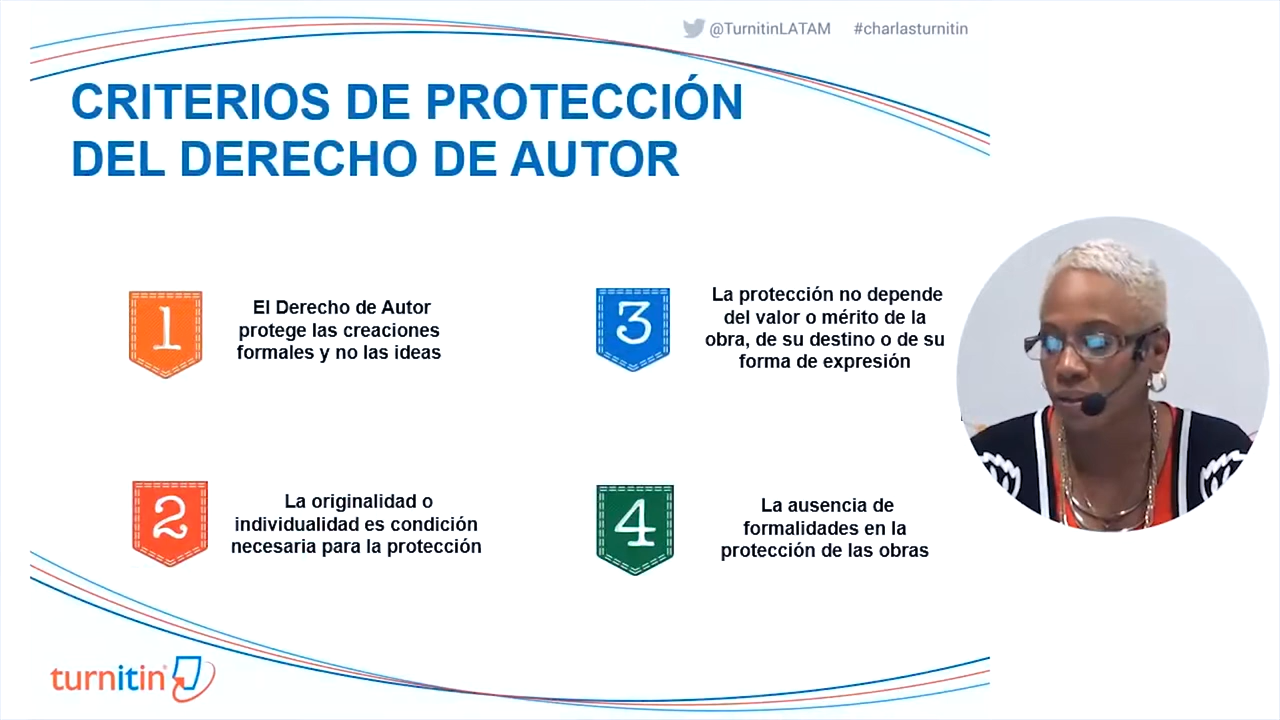 @TurnitinLATAM #charlasturnitin
CRITERIOS DE PROTECCIÓN
DEL DERECHO DE AUTOR
1
El Derecho de Autor
protege las creaciones
formales y no las ideas
2
La originalidad o
individualidad es condición
necesaria para la protección
3
La protección no depende
del valor o mérito de la
obra, de su destino o de su
forma de expresión
4
La ausencia de
formalidades en la
protección de las obras
turnitin